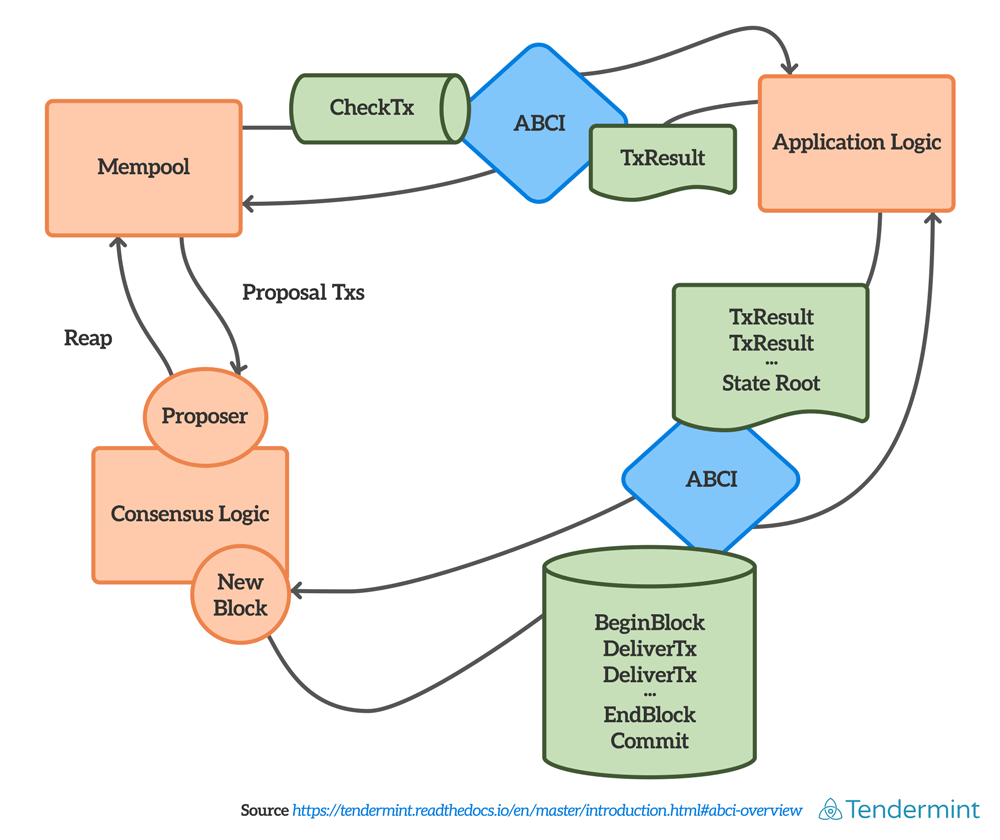 CheckTx
ABCI
TxResult
Application Logic
Mempool
Proposal Txs
Reap
TxResult
TxResult
...
State Root
Proposer
ABCI
Consensus Logic
New
Block
BeginBlock
DeliverTx
DeliverTx
...
EndBlock
Commit
Source https://tendermint.readthedocs.io/en/master/introduction.html#abci-overview
Tendermint